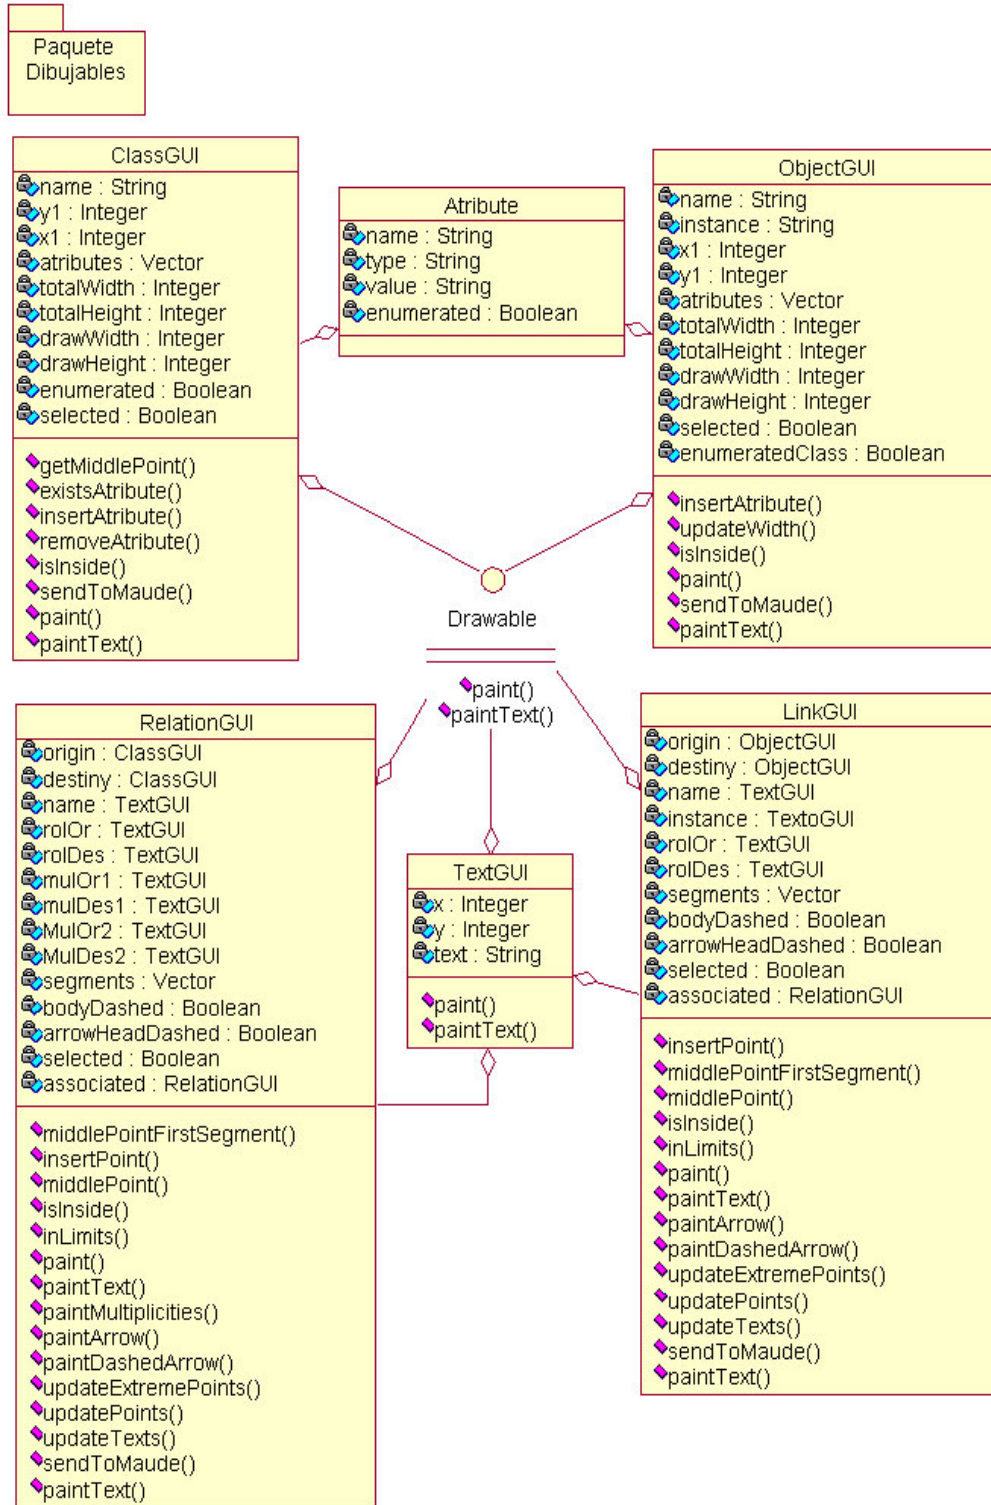 Paquete
Dibujables
ClassGUI
name : String
y1 : Integer
x1 : Integer
atributes : Vector
totalWidth : Integer
totalHeight : Integer
drawWidth : Integer
drawHeight : Integer
enumerated : Boolean
selected : Boolean
getMiddlePoint()
existsAtribute()
insertAtribute()
removeAtribute()
isInside()
sendToMaude()
paint()
paintText()
Atribute
name : String
type : String
value : String
enumerated : Boolean
ObjectGUI
name : String
instance : String
x1 : Integer
y1 : Integer
atributes : Vector
totalWidth : Integer
totalHeight : Integer
drawWidth : Integer
drawHeight : Integer
selected : Boolean
enumeratedClass : Boolean
insertAtribute()
updateWidth()
isInside()
paint()
sendToMaude()
paintText()
Drawable
paint()
paintText()
RelationGUI
origin : ClassGUI
destiny : ClassGUI
name : TextGUI
rolOr : TextGUI
rolDes : TextGUI
mulOr1 : TextGUI
mulDes1 : TextGUI
MulOr2 : TextGUI
MulDes2 : TextGUI
segments : Vector
bodyDashed : Boolean
arrowHeadDashed : Boolean
selected : Boolean
associated : RelationGUI
middlePointFirstSegment()
insertPoint()
middlePoint()
isInside()
inLimits()
paint()
paintText()
paintMultiplicities()
paintArrow()
paintDashedArrow()
updateExtremePoints()
updatePoints()
updateTexts()
sendToMaude()
paintText()
TextGUI
x : Integer
y : Integer
text : String
paint()
paintText()
LinkGUI
origin : ObjectGUI
destiny : ObjectGUI
name : TextGUI
instance : TextoGUI
rolOr : TextGUI
rolDes : TextGUI
segments : Vector
bodyDashed : Boolean
arrowHeadDashed : Boolean
selected : Boolean
associated : RelationGUI
insertPoint()
middlePointFirstSegment()
middlePoint()
isInside()
inLimits()
paint()
paintText()
paintArrow()
paintDashedArrow()
updateExtremePoints()
updatePoints()
updateTexts()
sendToMaude()
paintText()